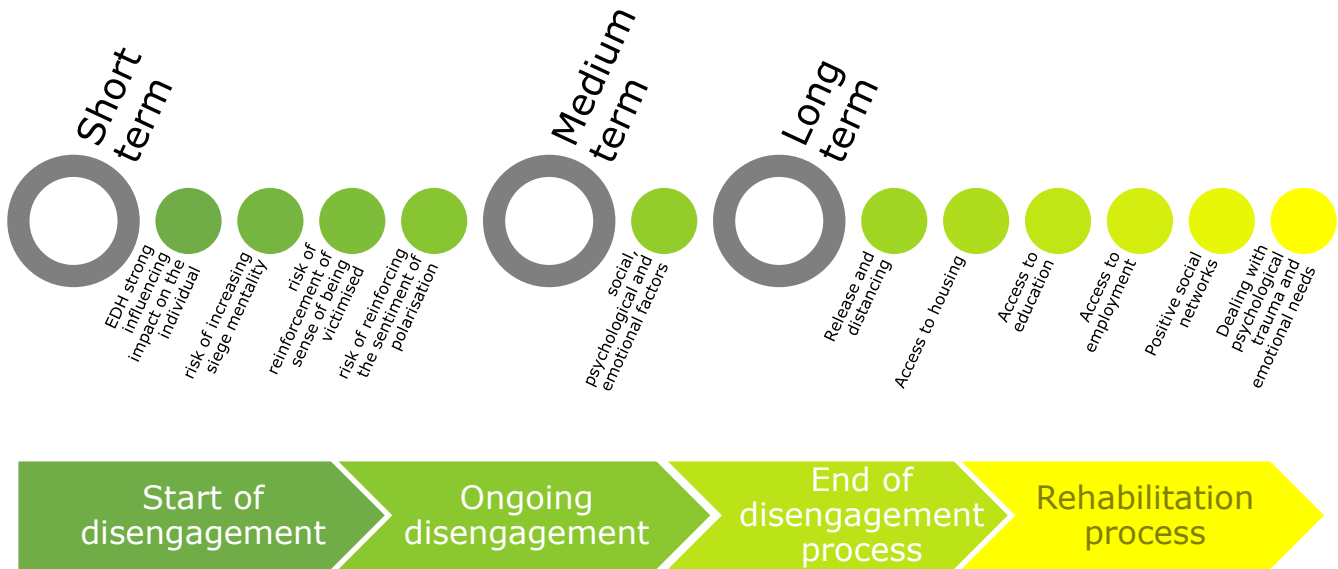 Short
term
EDH strong
influencing
impact on the
individual
risk of increasing
siege mentality
risk of
reinforcement of
sense of being
victimised
risk of reinforcing
the sentiment of
polarisation
Medium
term
social,
psychological and
emotional factors
Long
term
Release and
distancing
Access to housing
Access to
education
Access to
employment
Positive social
networks
Dealing with
psychological
trauma and
emotional needs
Start of
disengagement
Ongoing
disengagement
End of
disengagement
process
Rehabilitation
process